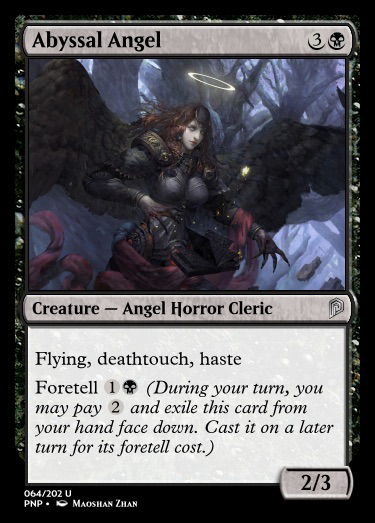 Abyssal Angel 3
Creature — Angel Horror Cleric
Flying, deathtouch, haste
Foretell 1 (During your turn, you
may pay 2 and exile this card from
your hand face down. Cast it on a later
turn for its foretell cost.)
2/3
064/202 U
PNP • Maoshan Zhan